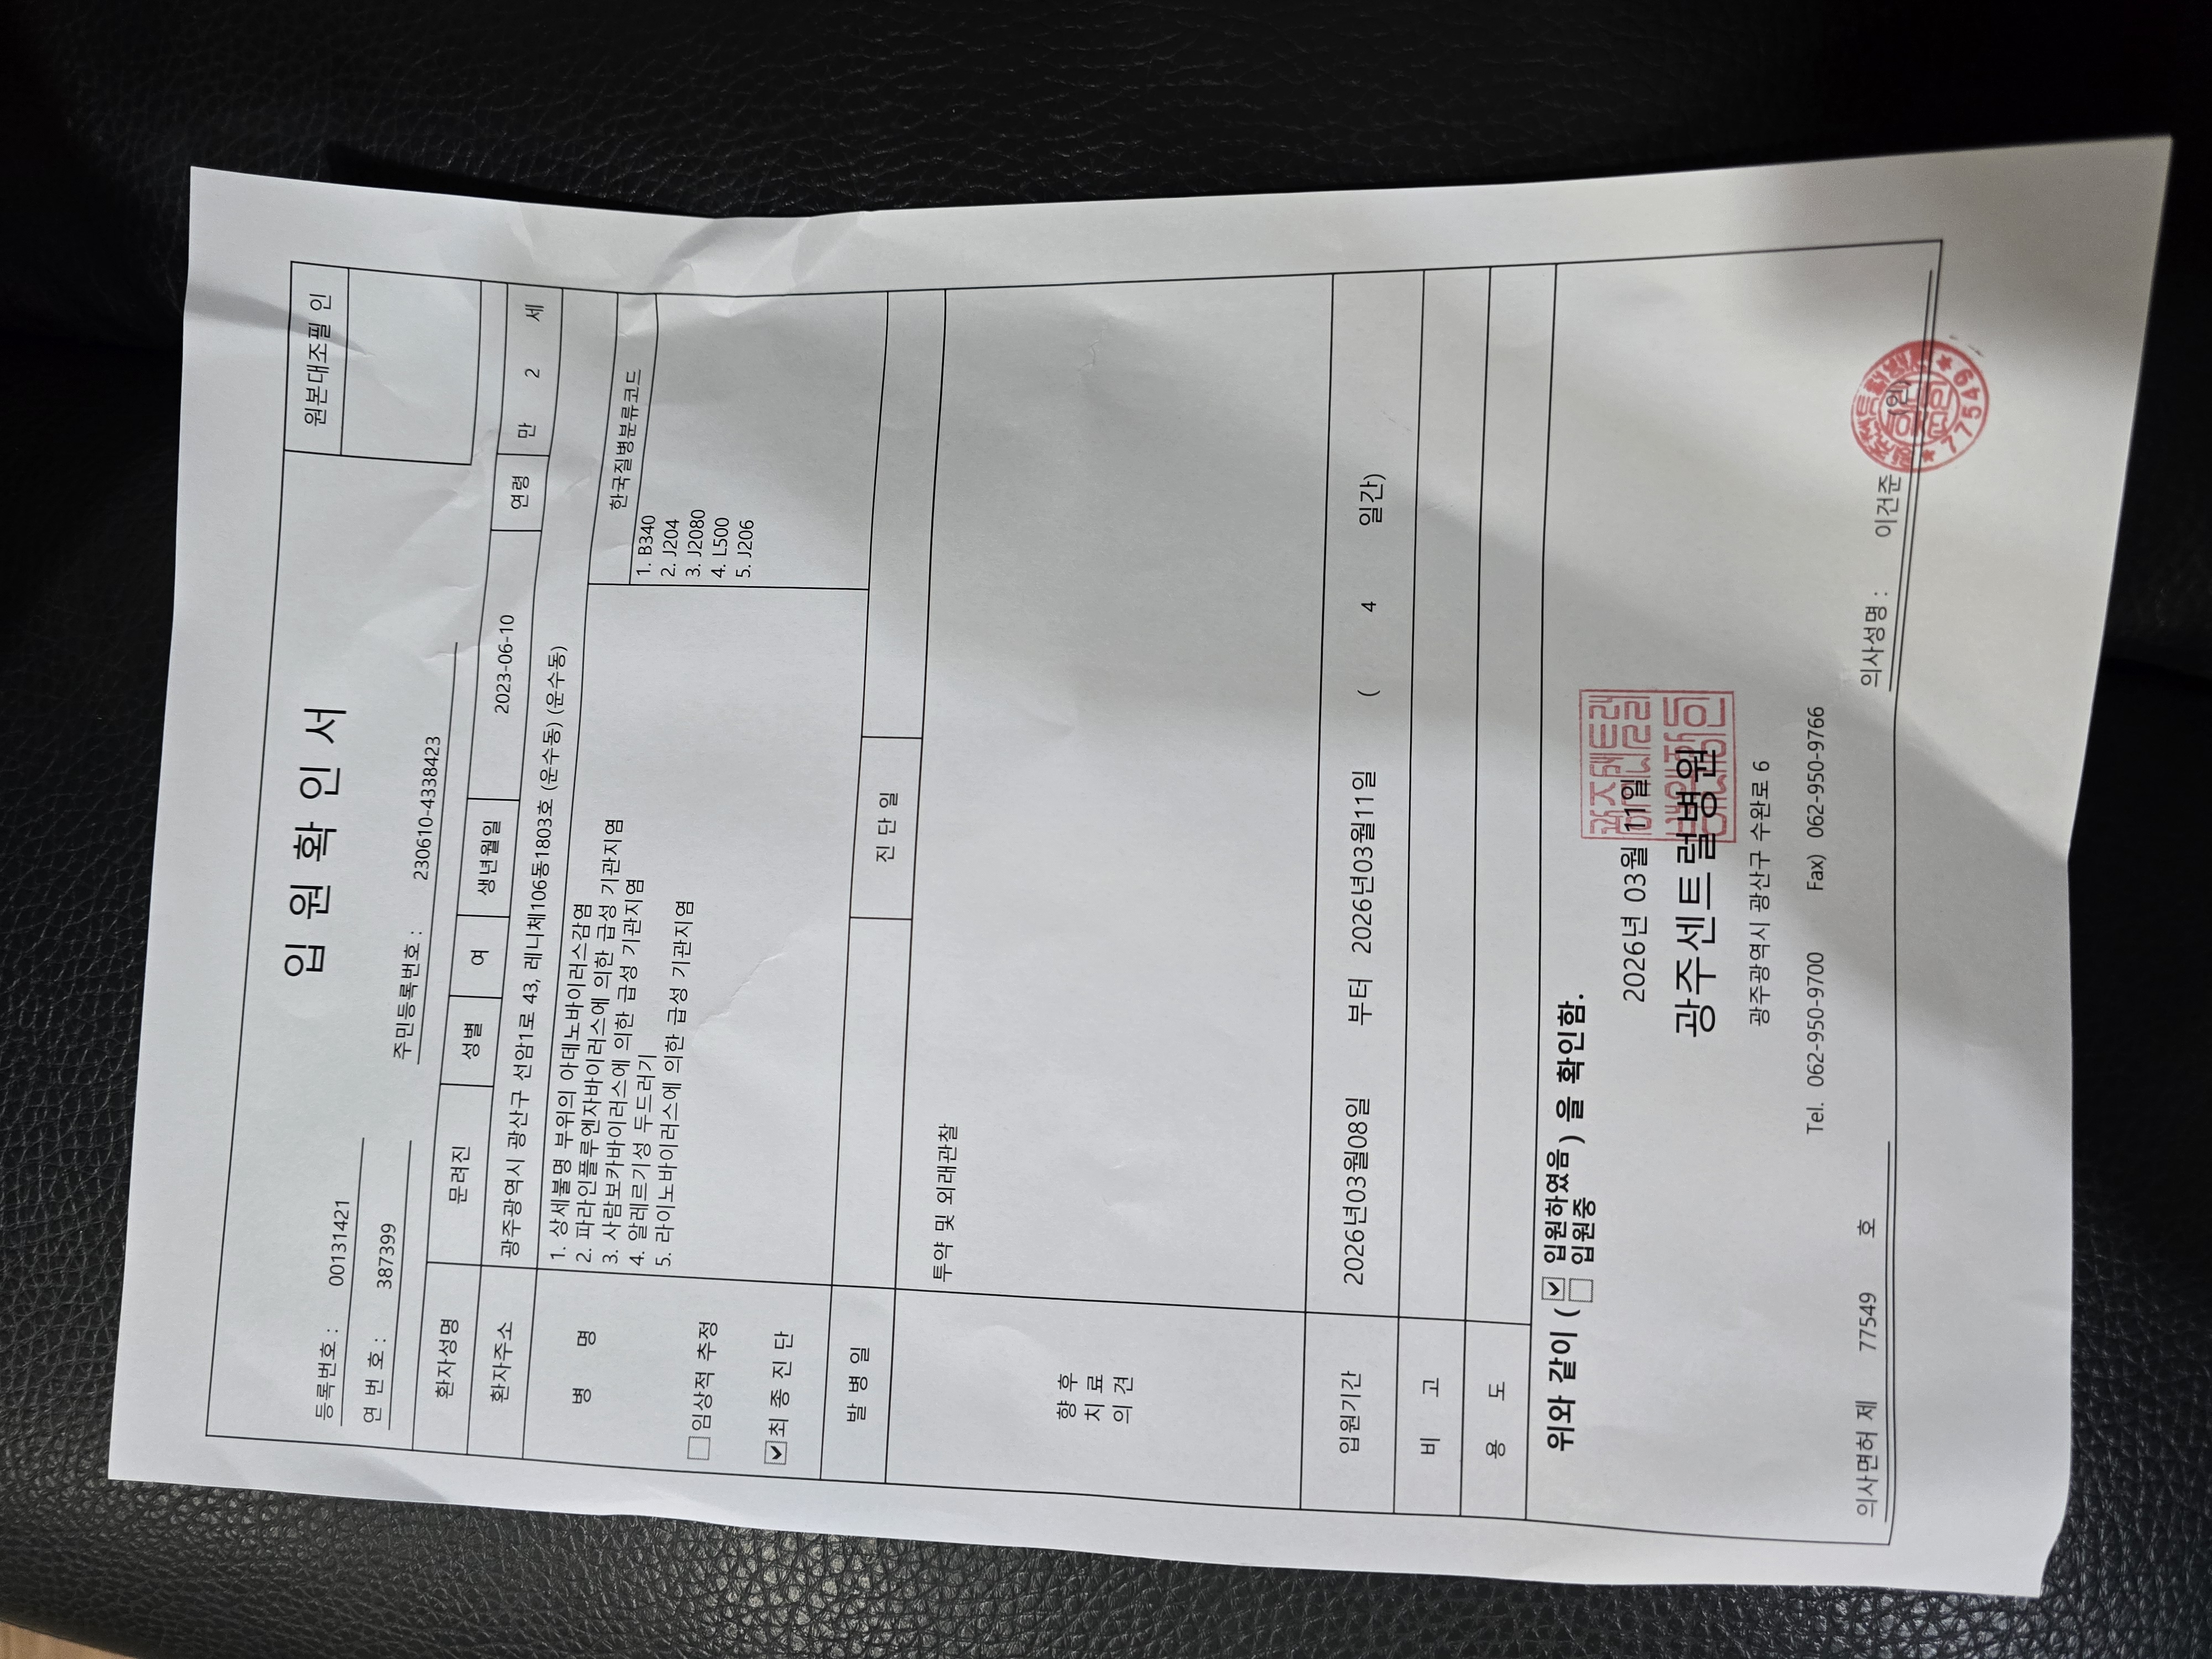 원본대조필 인
입 원 확 인 서
등록번호 : 001314421
연 번 호 : 387399
주민등록번호 : 230610-4338423
환자성명 문려진 성별 여 생년월일 2023-06-10 연령 만 2 세
환자주소 광주광역시 광산구 선암1로 43, 레니체106동1803호 (운수동) (운수동)
병 명
임상적 추정
최 종 진 단
1. 상세불명 부위의 아데노바이러스감염
2. 파라인플루엔자바이러스에 의한 급성 기관지염
3. 사람보카바이러스에 의한 급성 기관지염
4. 알레르기성 두드러기
5. 라이노바이러스에 의한 급성 기관지염
한국질병분류코드
1. B340
2. J204
3. J2080
4. L500
5. J206
발 병 일 진 단 일
향 후
치 료
의 견
투약 및 외래관찰
입원기간 2026년03월08일 부터 2026년03월11일 ( 4 일간)
비 고
용 도
위와 같이 ( 입원하였음 ) 을 확인함.
입원중
2026년 03월 11일
광주센트럴병원
광주광역시 광산구 수완로 6
Tel. 062-950-9700 Fax) 062-950-9766
의사면허 제 77549 호 의사성명 : 이건준 (인)
77549